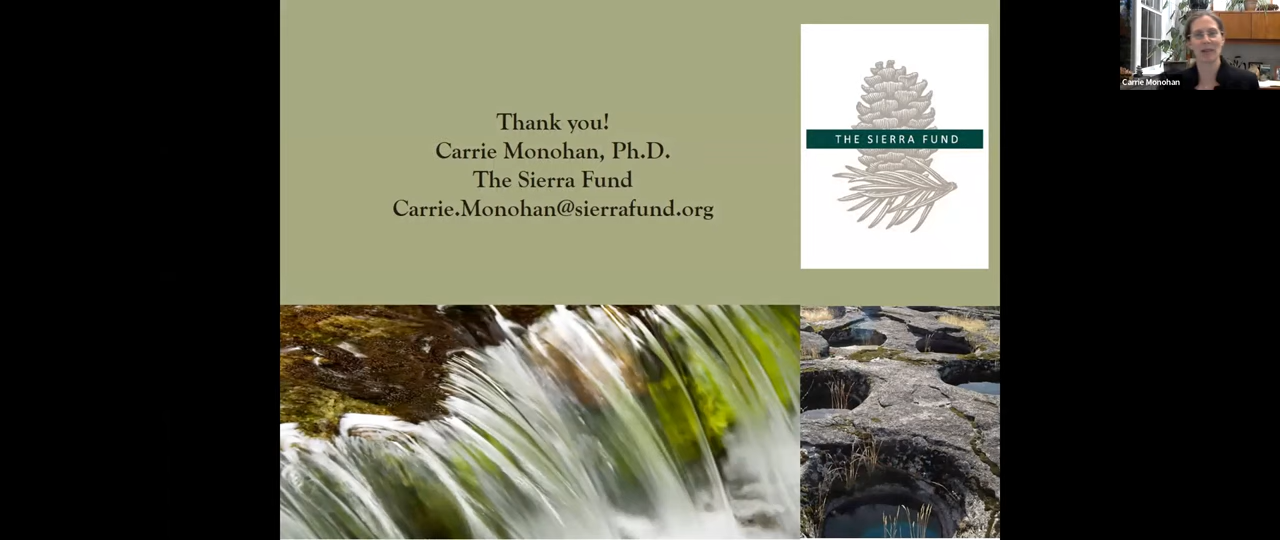 Thank you!
Carrie Monohan, Ph.D.
The Sierra Fund
Carrie.Monohan@sierrafund.org
THE SIERRA FUND
Carrie Monohan